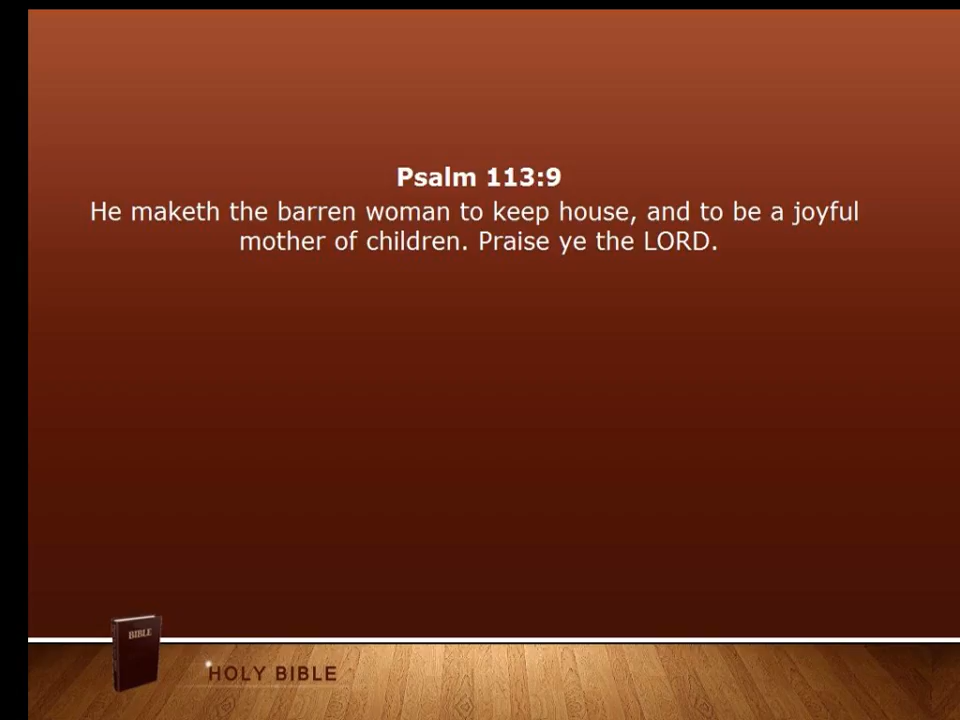 Psalm 113:9
He maketh the barren woman to keep house, and to be a joyful
mother of children. Praise ye the LORD.
BIBLE
HOLY BIBLE